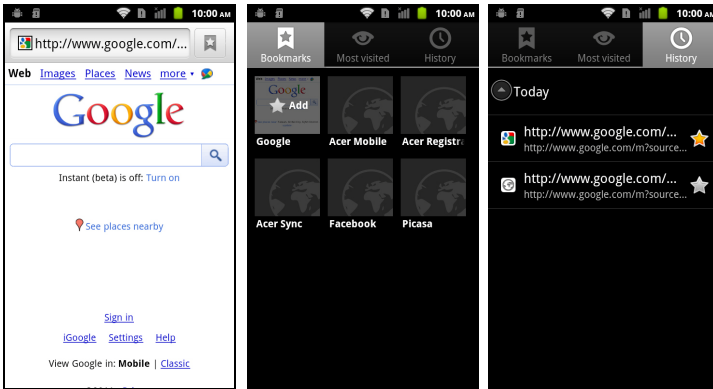 10:00 AM
http://www.google.com/...
Web Images Places News more
Google
Instant (beta) is off: Turn on
See places nearby
Sign in
iGoogle Settings Help
View Google in: Mobile | Classic
10:00 AM
Bookmarks Most visited History
Google
Add
Google Acer Mobile Acer Registra
Acer Sync Facebook Picasa
10:00 AM
Bookmarks Most visited History
Today
http://www.google.com/...
http://www.google.com/m?source...
http://www.google.com/...
http://www.google.com/m?source...